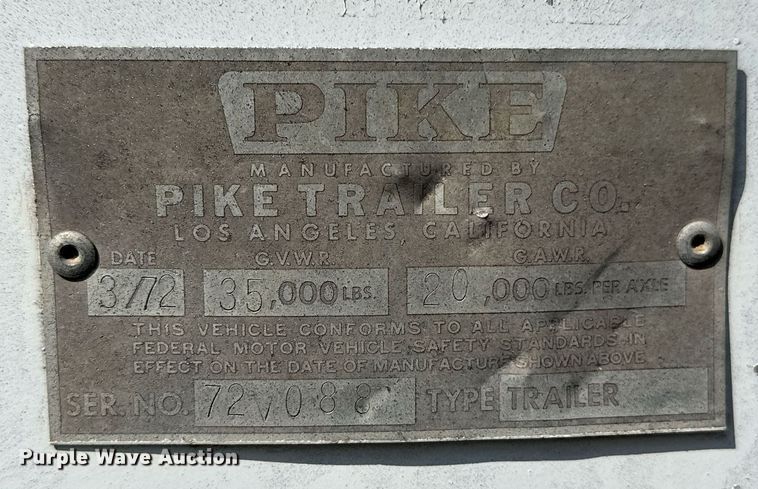 PIKE
MANUFACTURED BY
PIKE TRAILER CO.
LOS ANGELES, CALIFORNIA
DATE G.V.W.R. G.A.W.R.
3/72 35,000 LBS. 20,000 LBS. PER AXLE
THIS VEHICLE CONFORMS TO ALL APPLICABLE
FEDERAL MOTOR VEHICLE SAFETY STANDARDS IN
EFFECT ON THE DATE OF MANUFACTURE SHOWN ABOVE
SER. NO. 72V088 TYPE TRAILER
Purple Wave Auction